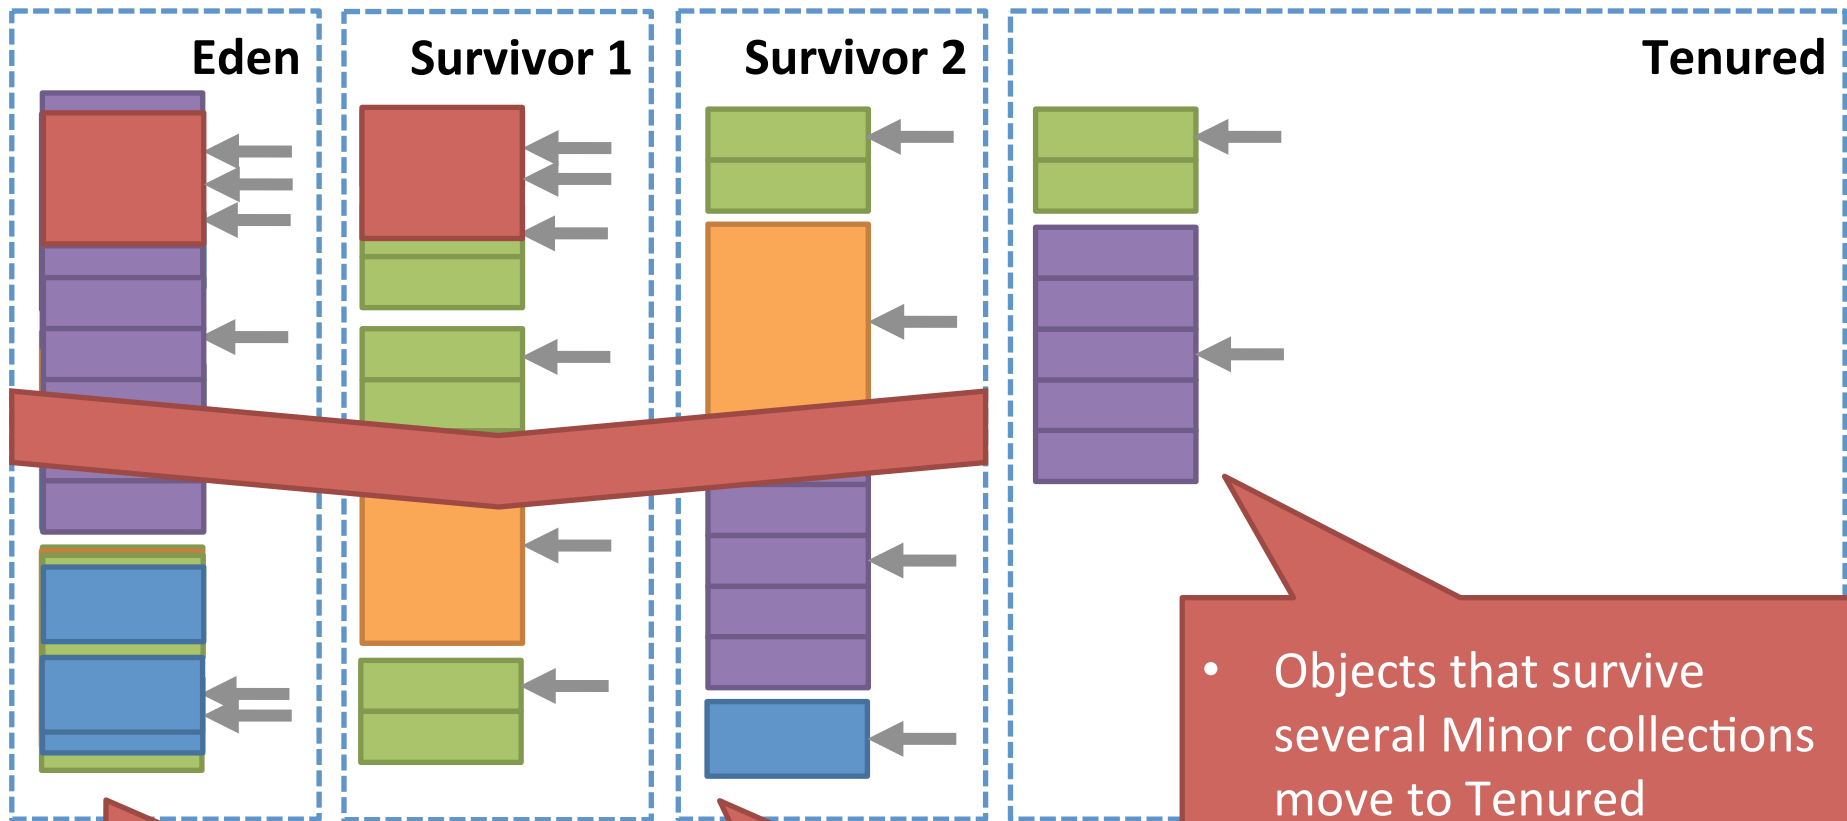 Eden
Survivor 1
Survivor 2
Tenured
• Objects that survive
several Minor collections
move to Tenured